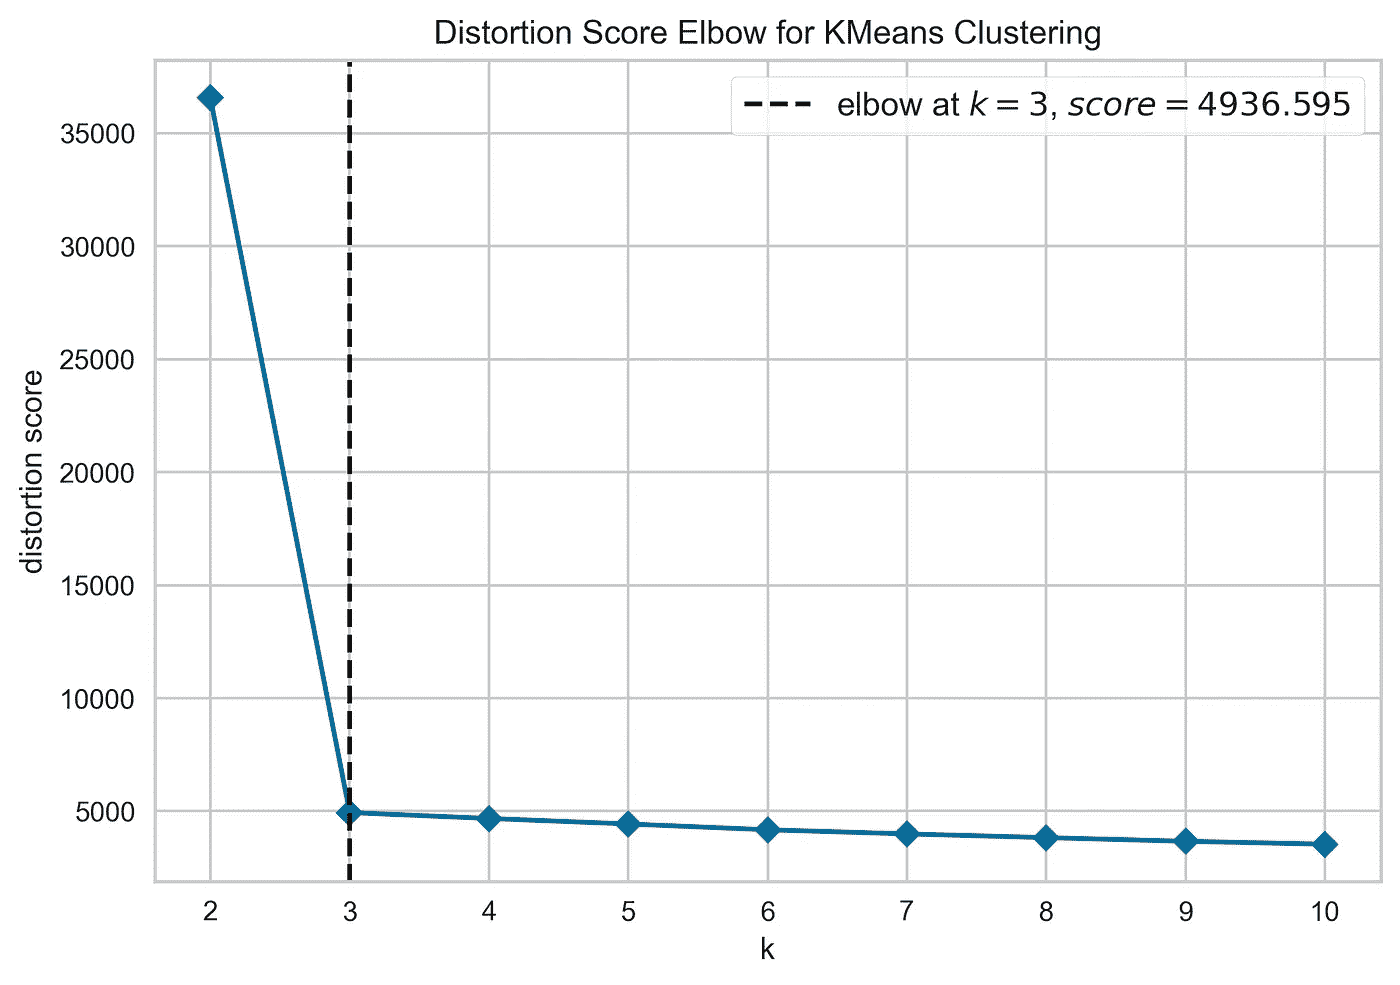 Distortion Score Elbow for KMeans Clustering
elbow at k = 3, score = 4936.595
35000
30000
25000
20000
15000
10000
5000
distortion score
2 3 4 5 6 7 8 9 10
k